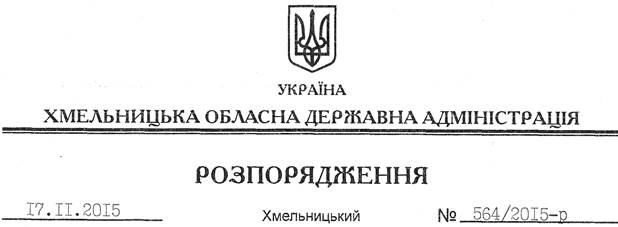 УКРАЇНА
ХМЕЛЬНИЦЬКА ОБЛАСНА ДЕРЖАВНА АДМІНІСТРАЦІЯ
РОЗПОРЯДЖЕННЯ
17.11.2015 Хмельницький № 564/2015-р